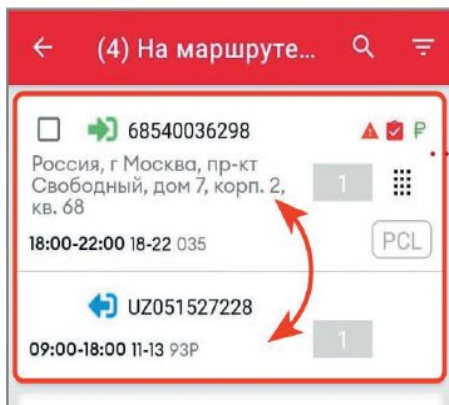 (4) На маршруте...
68540036298
₽
Россия, г Москва, пр-кт
Свободный, дом 7, корп. 2,
кв. 68
1
18:00-22:00 18-22 035
PCL
UZ051527228
09:00-18:00 11-13 93P
1